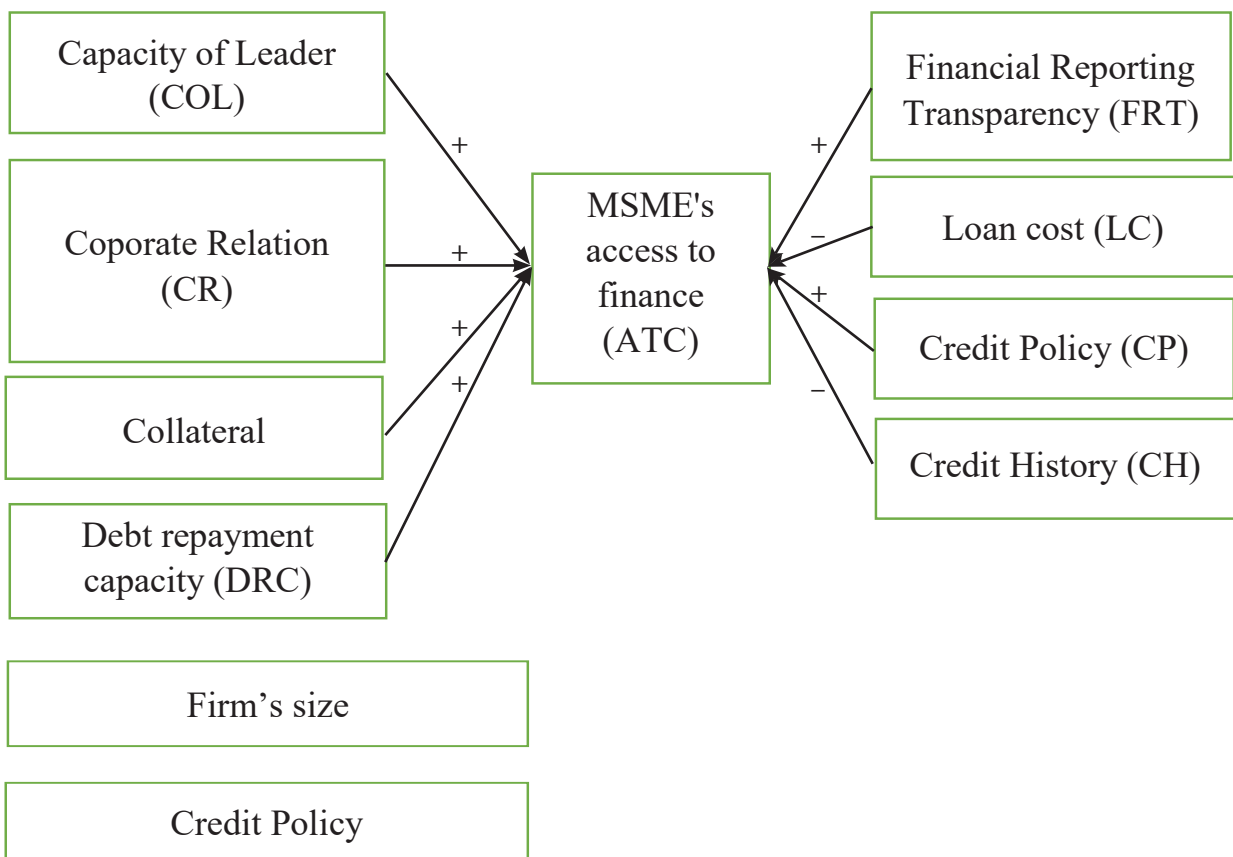 Capacity of Leader
(COL)
+
Coporate Relation
(CR)
+
Collateral
+
Debt repayment
capacity (DRC)
+
MSME's
access to
finance
(ATC)
Financial Reporting
Transparency (FRT)
+
Loan cost (LC)
−
Credit Policy (CP)
+
Credit History (CH)
−
Firm’s size
Credit Policy